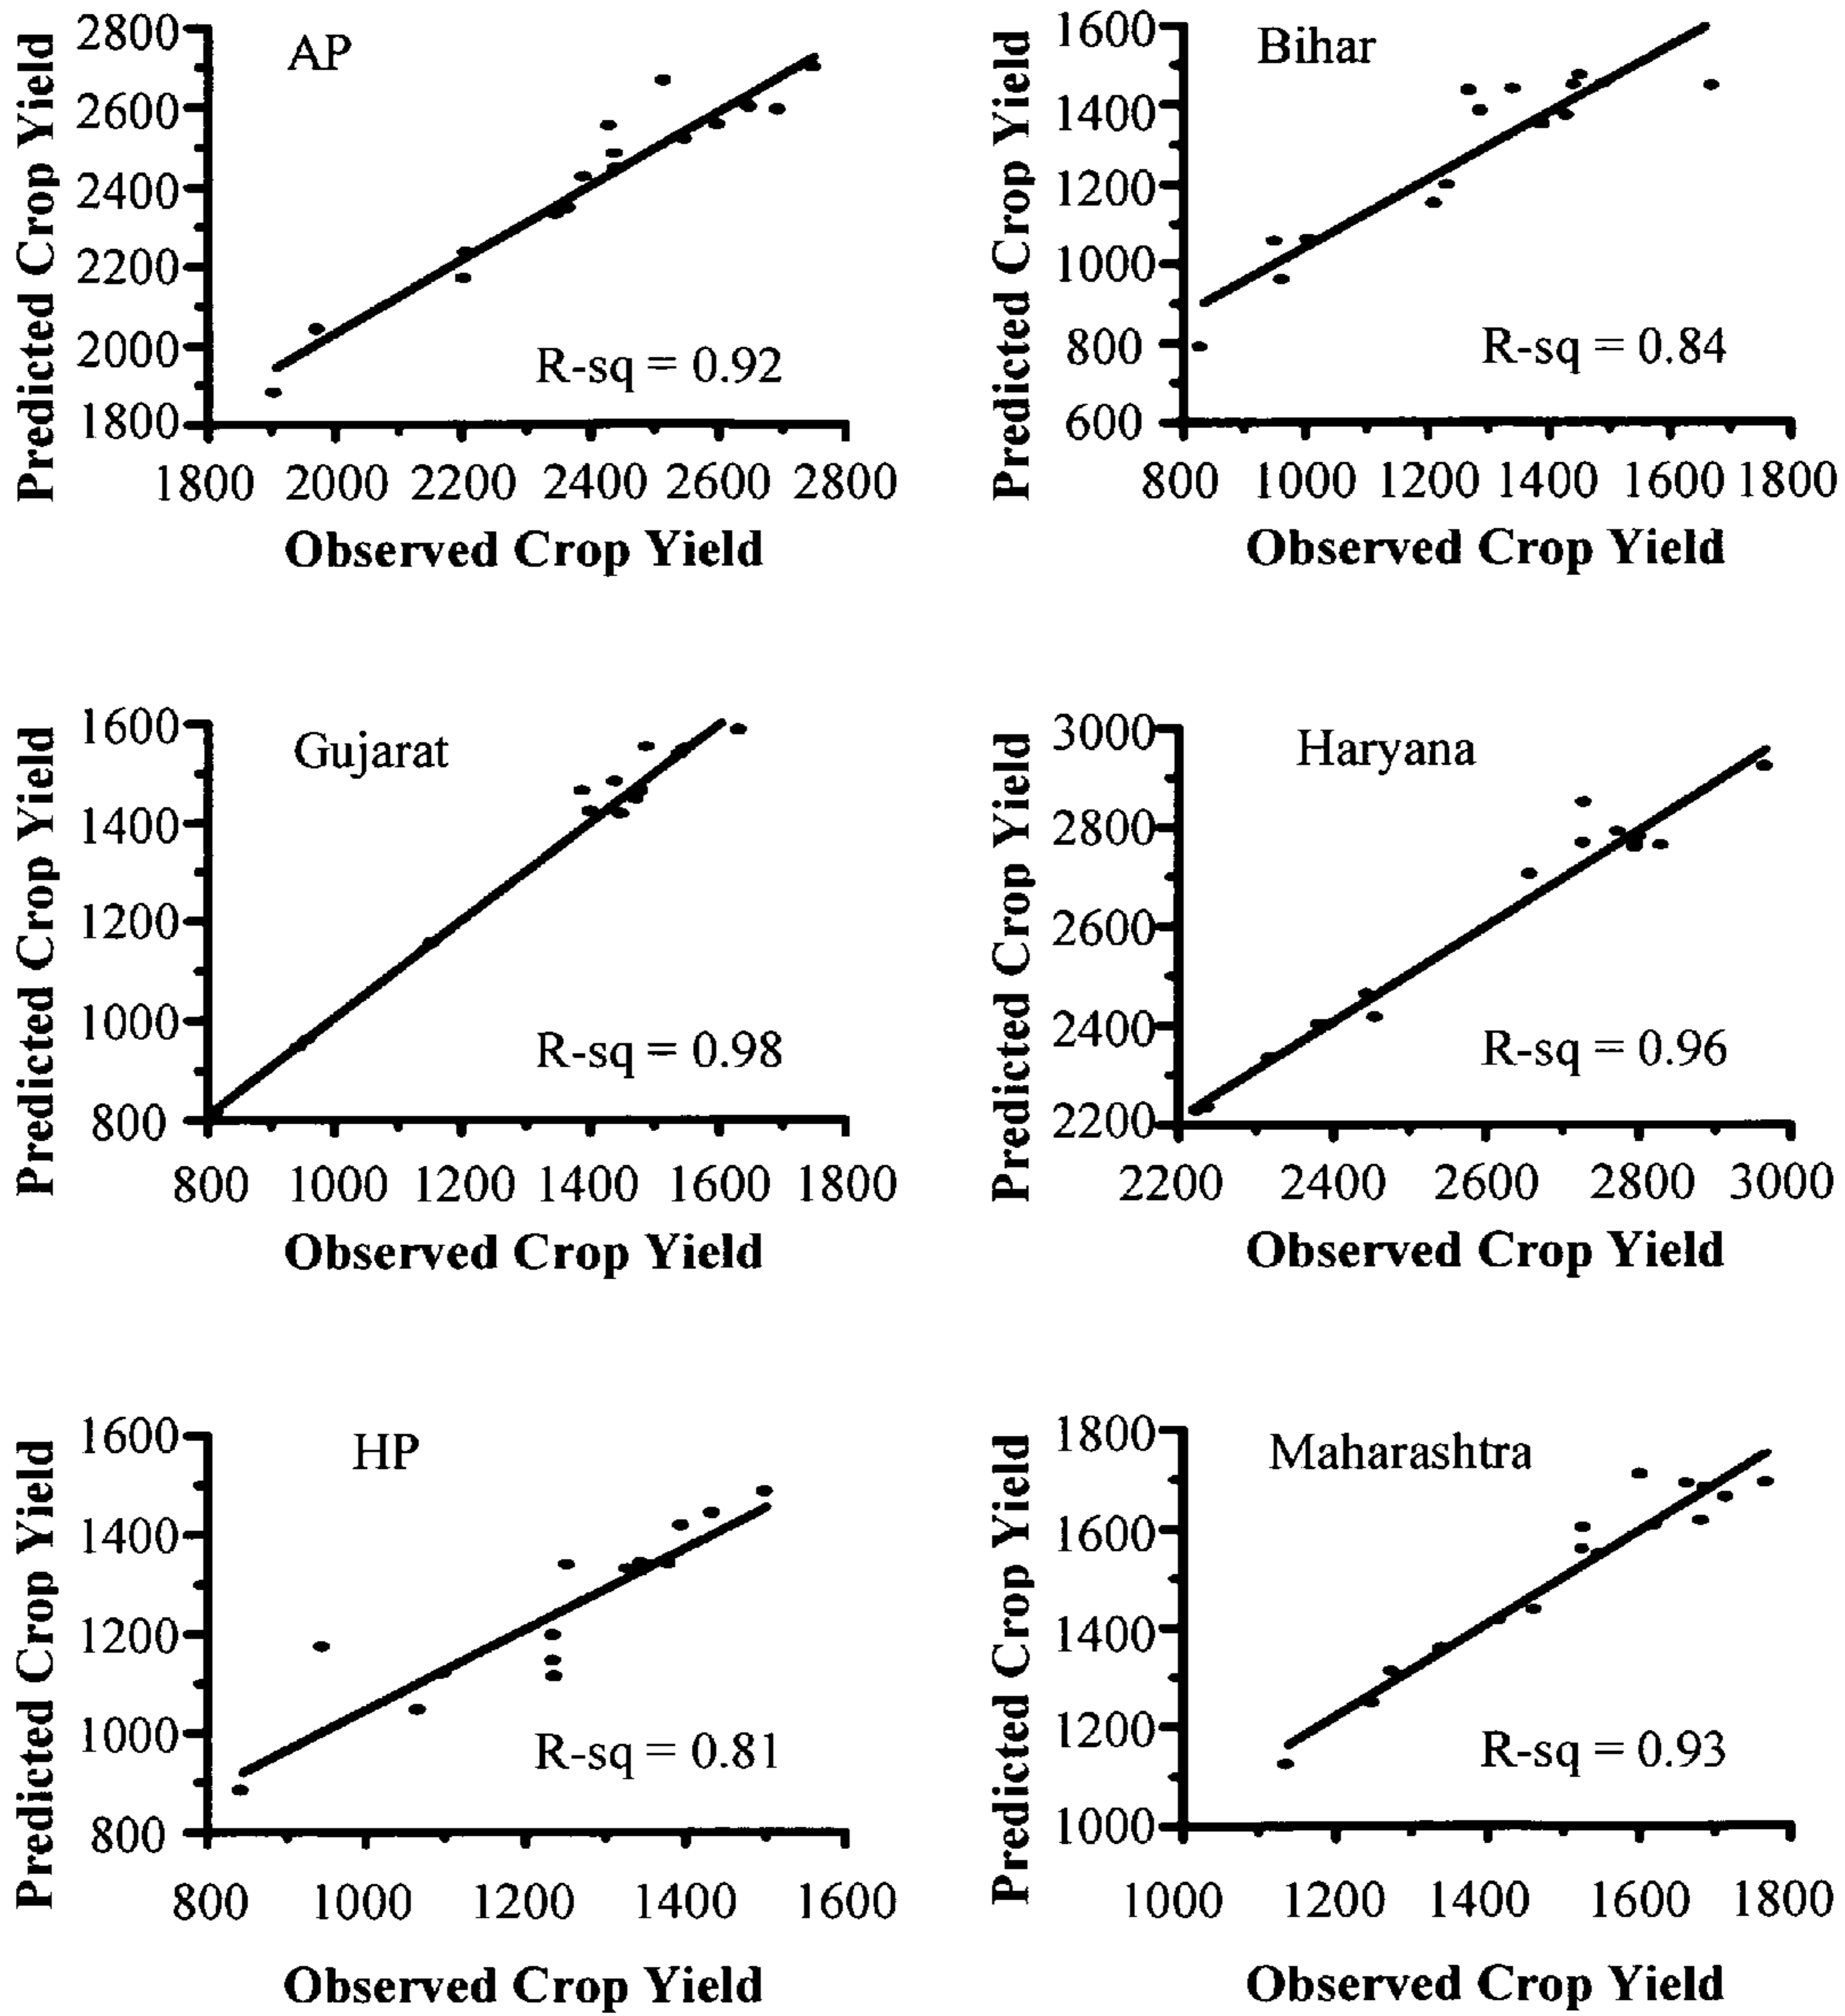 AP
Predicted Crop Yield
2800
2600
2400
2200
2000
1800
R-sq = 0.92
1800 2000 2200 2400 2600 2800
Observed Crop Yield
Bihar
Predicted Crop Yield
1600
1400
1200
1000
800
600
R-sq = 0.84
800 1000 1200 1400 1600 1800
Observed Crop Yield
Gujarat
Predicted Crop Yield
1600
1400
1200
1000
800
R-sq = 0.98
800 1000 1200 1400 1600 1800
Observed Crop Yield
Haryana
Predicted Crop Yield
3000
2800
2600
2400
2200
R-sq = 0.96
2200 2400 2600 2800 3000
Observed Crop Yield
HP
Predicted Crop Yield
1600
1400
1200
1000
800
R-sq = 0.81
800 1000 1200 1400 1600
Observed Crop Yield
Maharashtra
Predicted Crop Yield
1800
1600
1400
1200
1000
R-sq = 0.93
1000 1200 1400 1600 1800
Observed Crop Yield